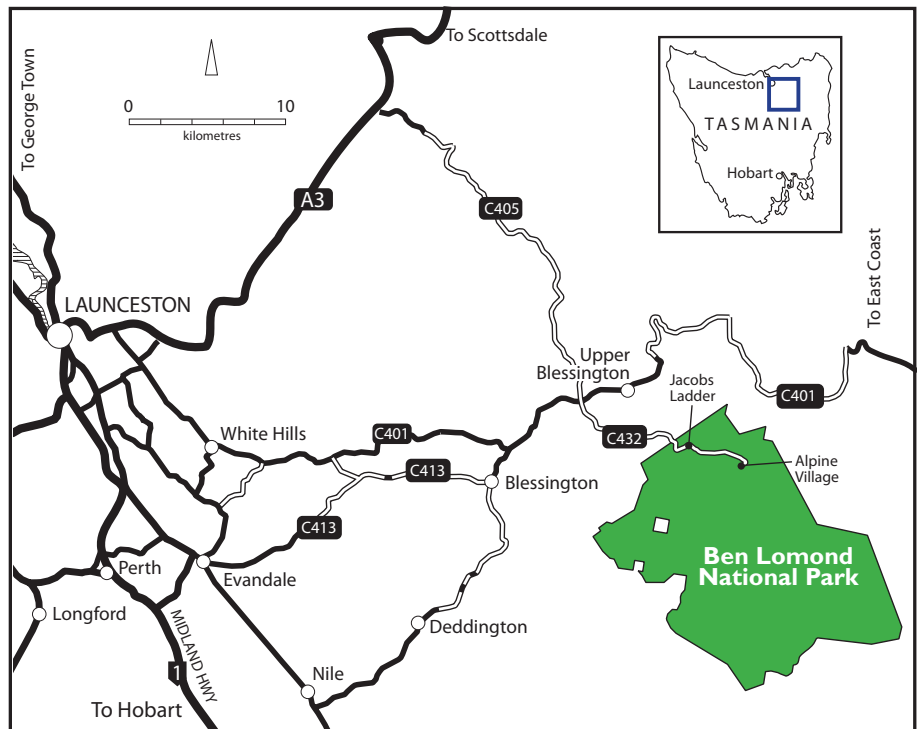 To Scottsdale
To George Town
0
10
kilometres
Launceston
TASMANIA
Hobart
A3
C405
To East Coast
LAUNCESTON
Upper
Blessington
Jacobs
Ladder
C401
White Hills
C401
C432
Alpine
Village
C413
Blessington
C413
Ben Lomond
National Park
Perth
Evandale
Longford
MIDLAND HWY
Deddington
1
Nile
To Hobart